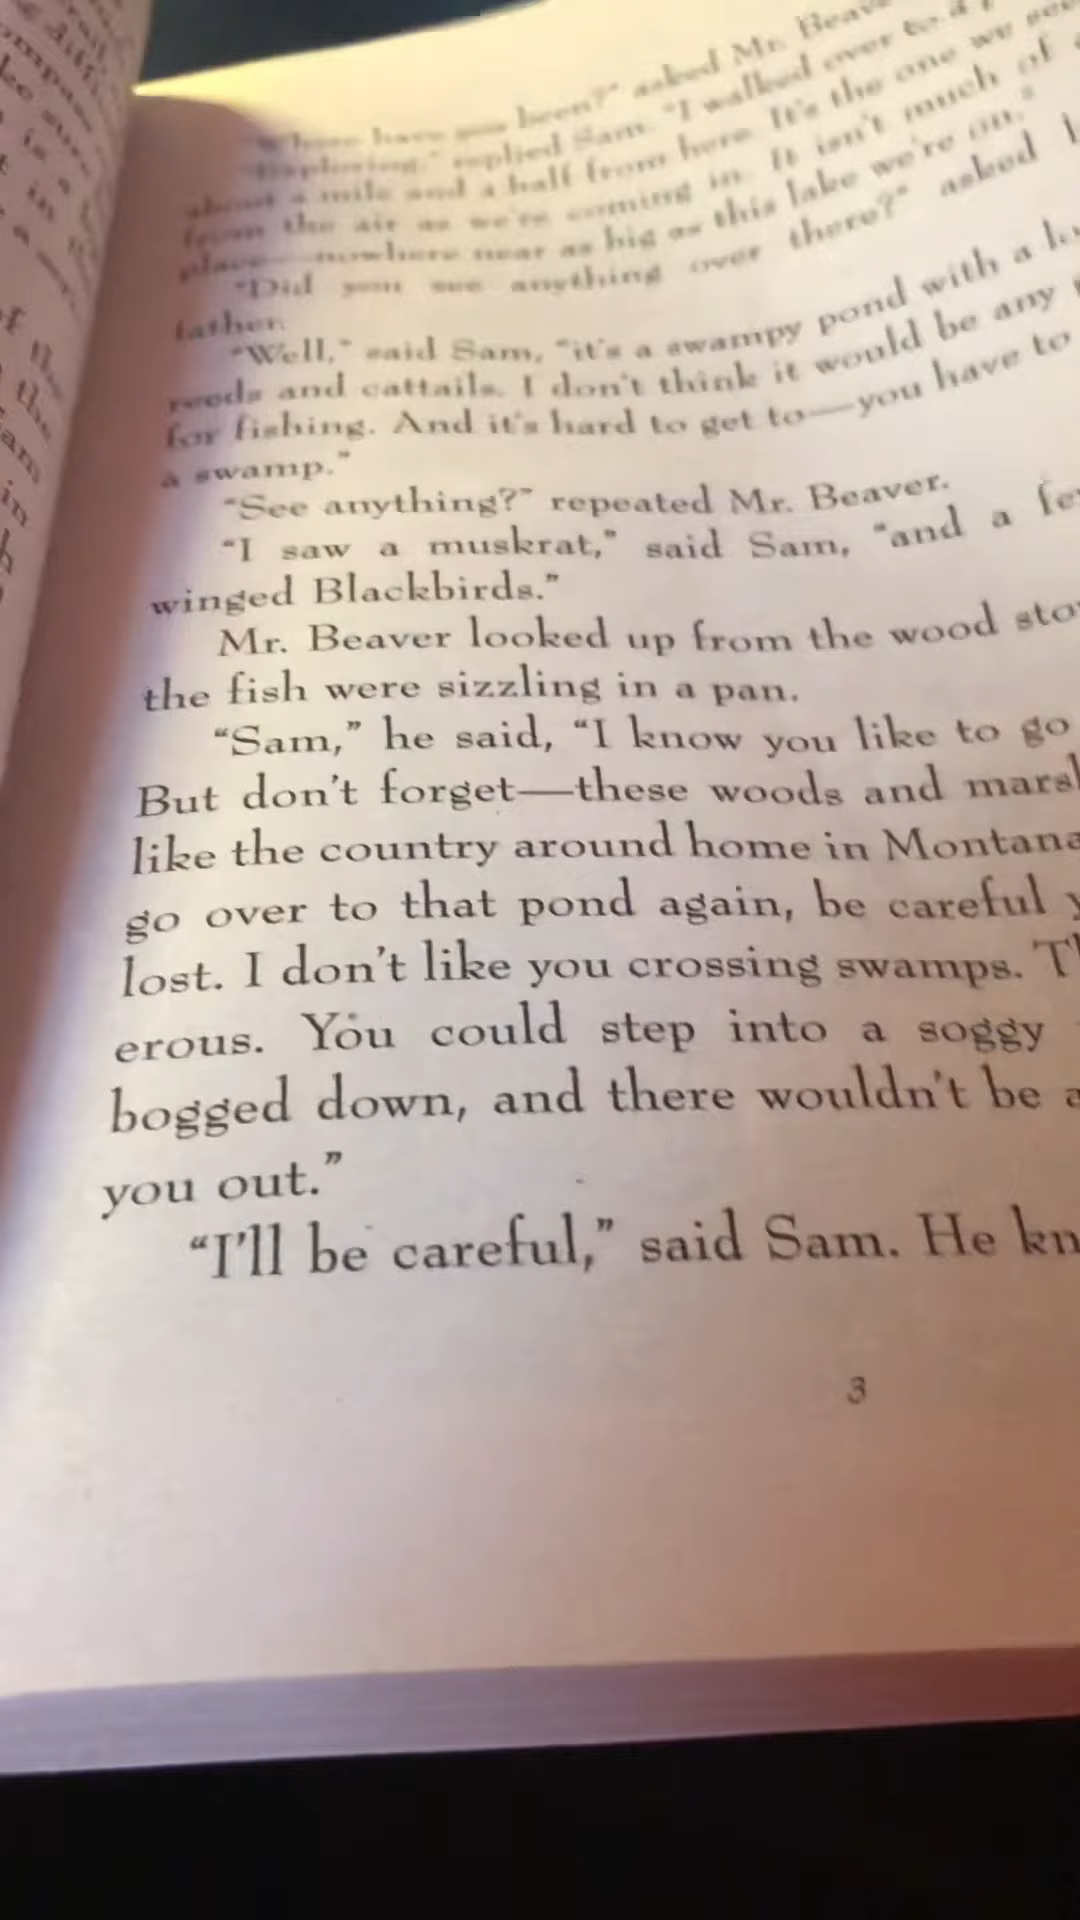 "Where have you been?" asked Mr. Beav
"Exploring," replied Sam. "I walked over to a p
about a mile and a half from here. It's the one we see
from the air as we're coming in. It isn't much of a
place—nowhere near as big as this lake we're on."
"Did you see anything over there?" asked
father.
"Well," said Sam, "it's a swampy pond with a lo
reeds and cattails. I don't think it would be any
for fishing. And it's hard to get to—you have to
a swamp."
"See anything?" repeated Mr. Beaver.
"I saw a muskrat," said Sam, "and a fe
winged Blackbirds."
Mr. Beaver looked up from the wood sto
the fish were sizzling in a pan.
"Sam," he said, "I know you like to go
But don't forget—these woods and mars
like the country around home in Montana
go over to that pond again, be careful y
lost. I don't like you crossing swamps. Th
erous. You could step into a soggy
bogged down, and there wouldn't be a
you out."
"I'll be careful," said Sam. He kn
3